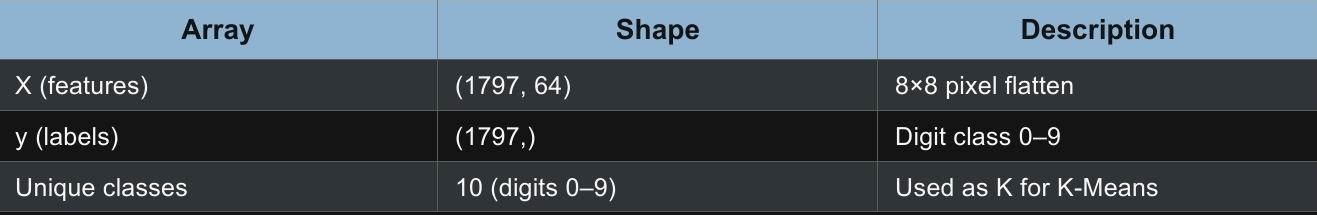 Array Shape Description
X (features) (1797, 64) 8×8 pixel flatten
y (labels) (1797,) Digit class 0–9
Unique classes 10 (digits 0–9) Used as K for K-Means